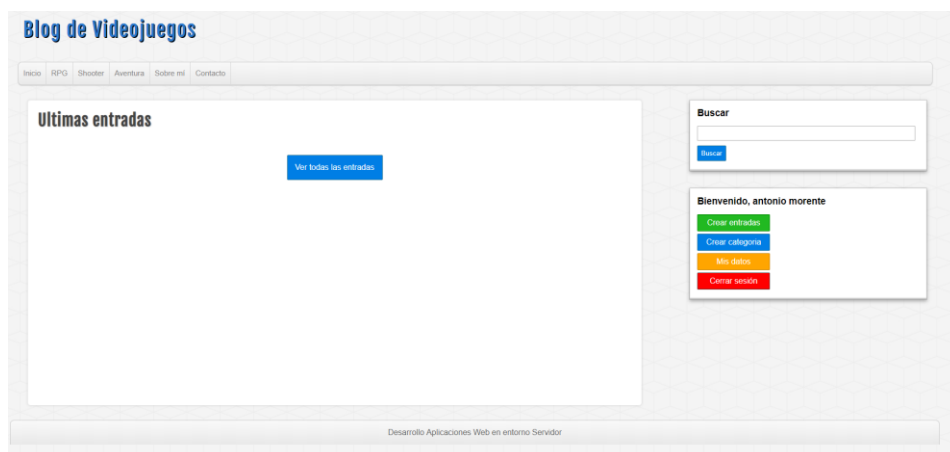 Blog de Videojuegos
Inicio RPG Shooter Aventura Sobre mí Contacto
Ultimas entradas
Ver todas las entradas
Buscar
Buscar
Bienvenido, antonio morente
Crear entradas
Crear categoria
Mis datos
Cerrar sesión
Desarrollo Aplicaciones Web en entorno Servidor